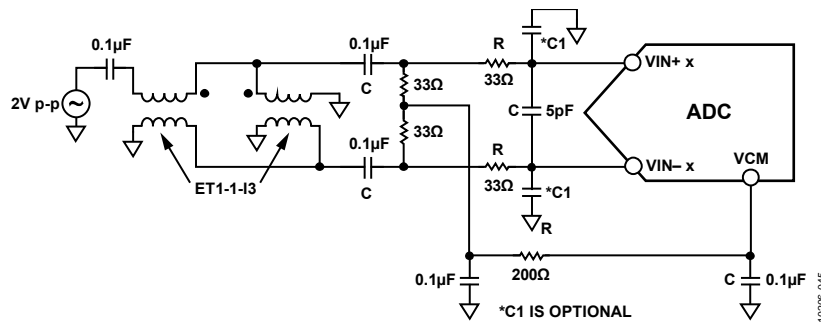 *C1
0.1µF
0.1µF
C
R
33Ω
33Ω
VIN+ x
2V p-p
~
C
5pF
ADC
33Ω
0.1µF
C
R
33Ω
VIN– x
VCM
ET1-1-I3
*C1
R
0.1µF
200Ω
C
0.1µF
*C1 IS OPTIONAL